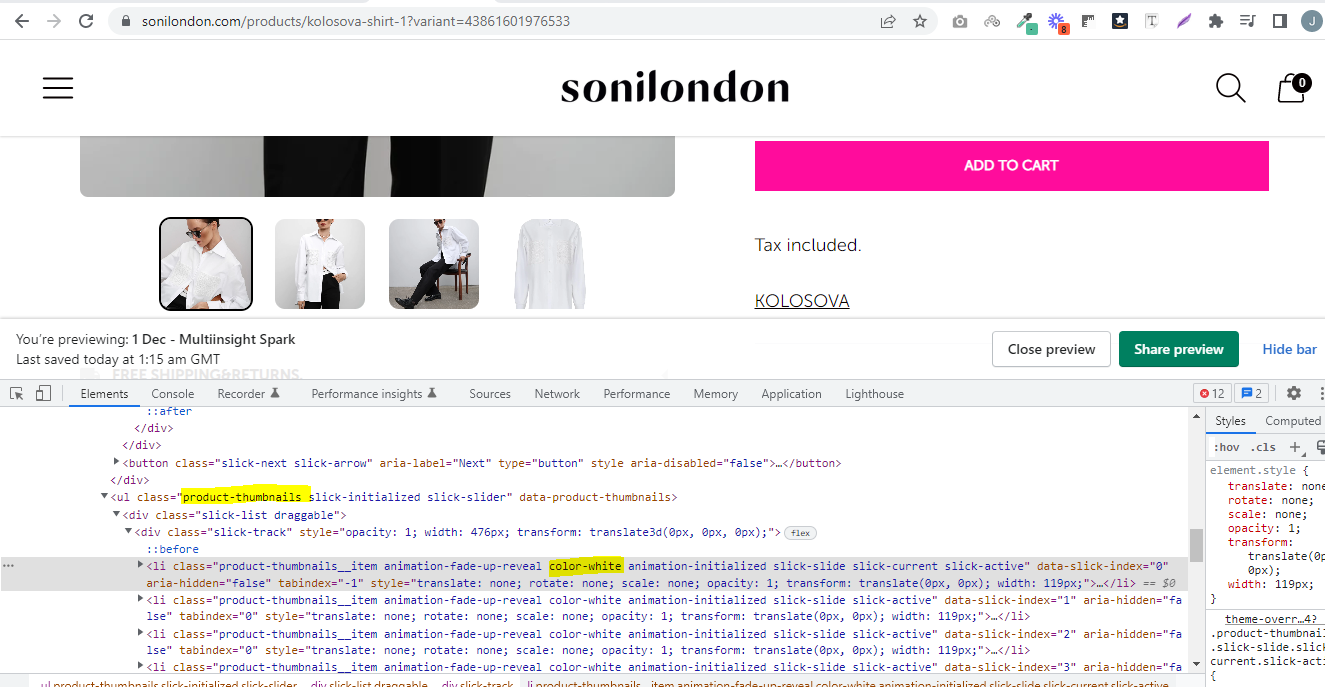 sonilondon.com/products/kolosova-shirt-1?variant=43861601976533
8
T
J
sonilondon
0
ADD TO CART
Tax included.
KOLOSOVA
You're previewing: 1 Dec - Multiinsight Spark
Last saved today at 1:15 am GMT
Close preview
Share preview
Hide bar
FREE SHIPPING&RETURNS.
Elements
Console
Recorder
Performance insights
Sources
Network
Performance
Memory
Application
Lighthouse
12
2
::after
</div>
</div>
<button class="slick-next slick-arrow" aria-label="Next" type="button" style aria-disabled="false">…</button>
</div>
<ul class="product-thumbnails slick-initialized slick-slider" data-product-thumbnails>
<div class="slick-list draggable">
<div class="slick-track" style="opacity: 1; width: 476px; transform: translate3d(0px, 0px, 0px);"> flex
::before
<li class="product-thumbnails__item animation-fade-up-reveal color-white animation-initialized slick-slide slick-current slick-active" data-slick-index="0"
aria-hidden="false" tabindex="-1" style="translate: none; rotate: none; scale: none; opacity: 1; transform: translate(0px, 0px); width: 119px;">…</li> == $0
<li class="product-thumbnails__item animation-fade-up-reveal color-white animation-initialized slick-slide slick-active" data-slick-index="1" aria-hidden="fa
lse" tabindex="0" style="translate: none; rotate: none; scale: none; opacity: 1; transform: translate(0px, 0px); width: 119px;">…</li>
<li class="product-thumbnails__item animation-fade-up-reveal color-white animation-initialized slick-slide slick-active" data-slick-index="2" aria-hidden="fa
lse" tabindex="0" style="translate: none; rotate: none; scale: none; opacity: 1; transform: translate(0px, 0px); width: 119px;">…</li>
<li class="product-thumbnails__item animation-fade-up-reveal color-white animation-initialized slick-slide slick-active" data-slick-index="3" aria-hidden="fa
ul.product-thumbnails.slick-initialized.slick-slider
div.slick-list.draggable
div.slick-track
li.product-thumbnails__item.animation-fade-up-reveal.color-white.animation-initialized.slick-slide.slick-current.slick-active
Styles
Computed
:hov .cls +
element.style {
translate: none
rotate: none;
scale: none;
opacity: 1;
transform:
translate(0p
0px);
width: 119px;
}
theme-overr…4?
.product-thumbnai
.slick-slide.slic
current.slick-acti
{